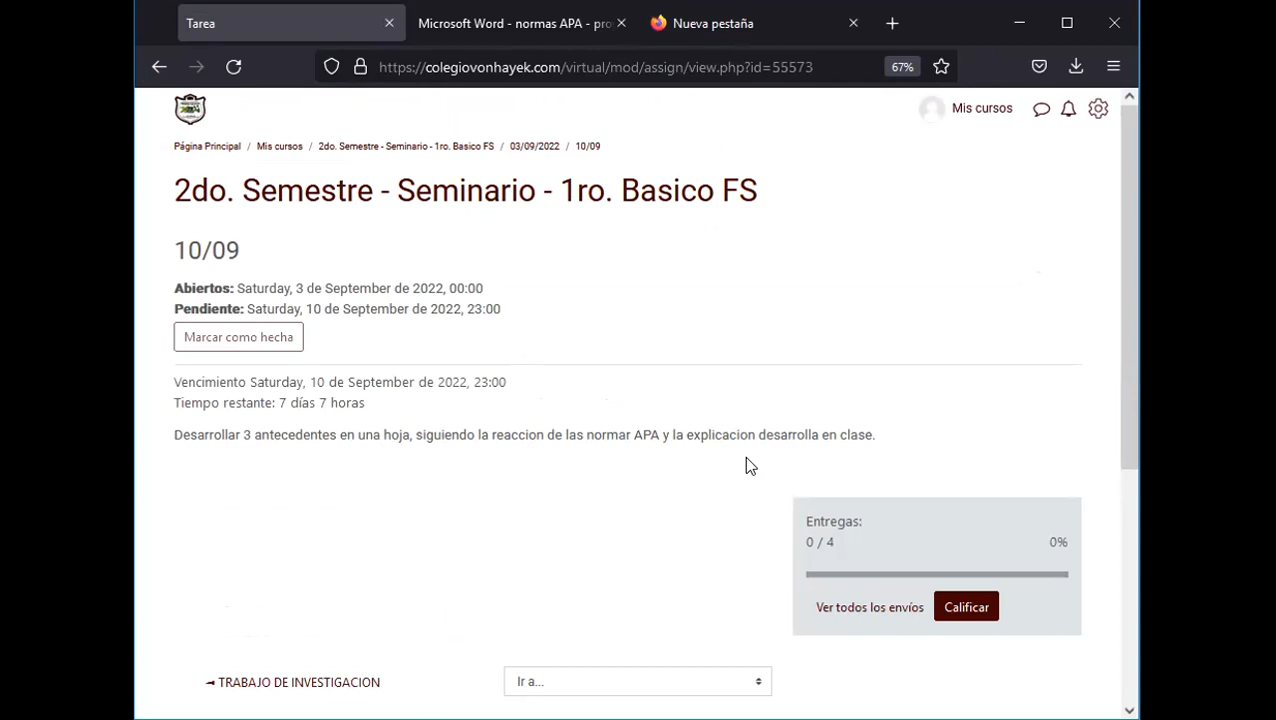 Tarea
Microsoft Word - normas APA - pro
Nueva pestaña
https://colegiovonhayek.com/virtual/mod/assign/view.php?id=55573
67%
Mis cursos
Página Principal / Mis cursos / 2do. Semestre - Seminario - 1ro. Basico FS / 03/09/2022 / 10/09
2do. Semestre - Seminario - 1ro. Basico FS
10/09
Abiertos: Saturday, 3 de September de 2022, 00:00
Pendiente: Saturday, 10 de September de 2022, 23:00
Marcar como hecha
Vencimiento Saturday, 10 de September de 2022, 23:00
Tiempo restante: 7 días 7 horas
Desarrollar 3 antecedentes en una hoja, siguiendo la reaccion de las normar APA y la explicacion desarrolla en clase.
Entregas:
0 / 4 0%
Ver todos los envíos Calificar
◄ TRABAJO DE INVESTIGACION
Ir a...